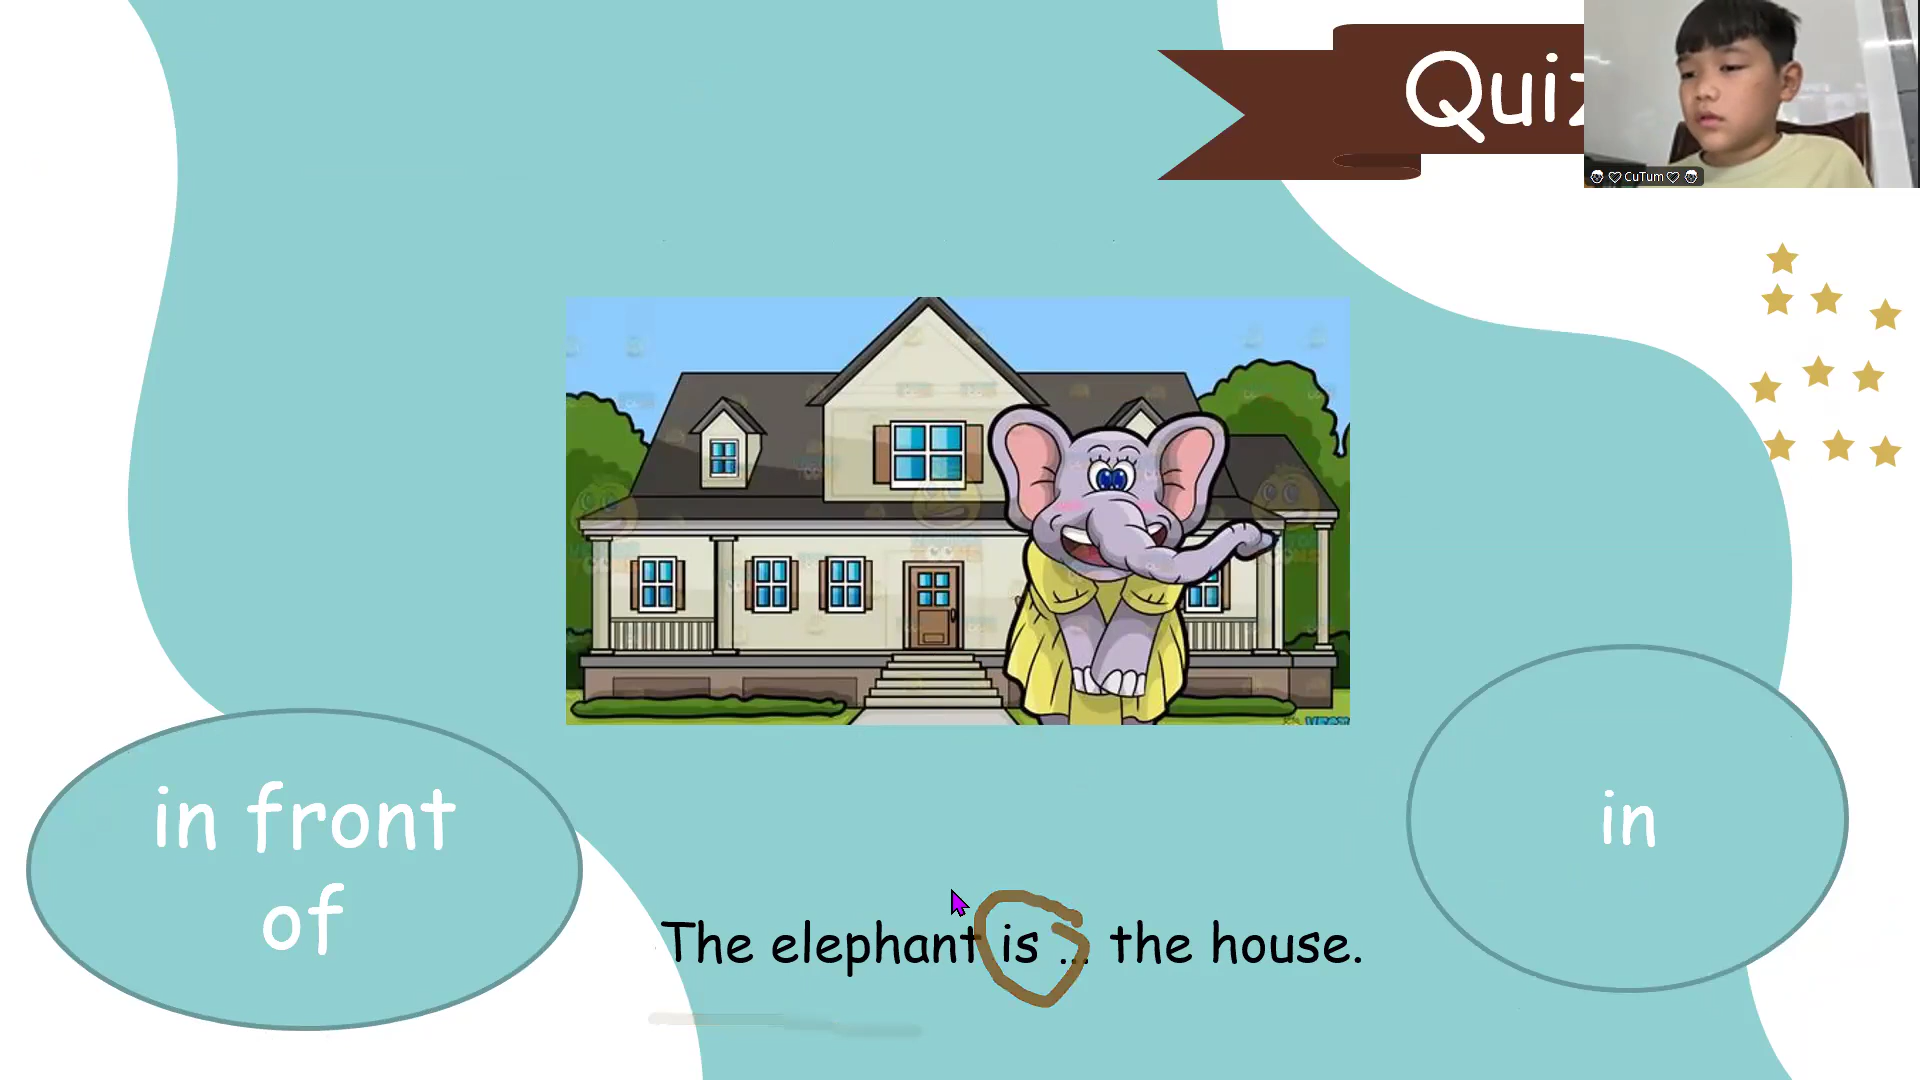 Quiz
♡ CuTum ♡
in front
of
in
The elephant is ... the house.